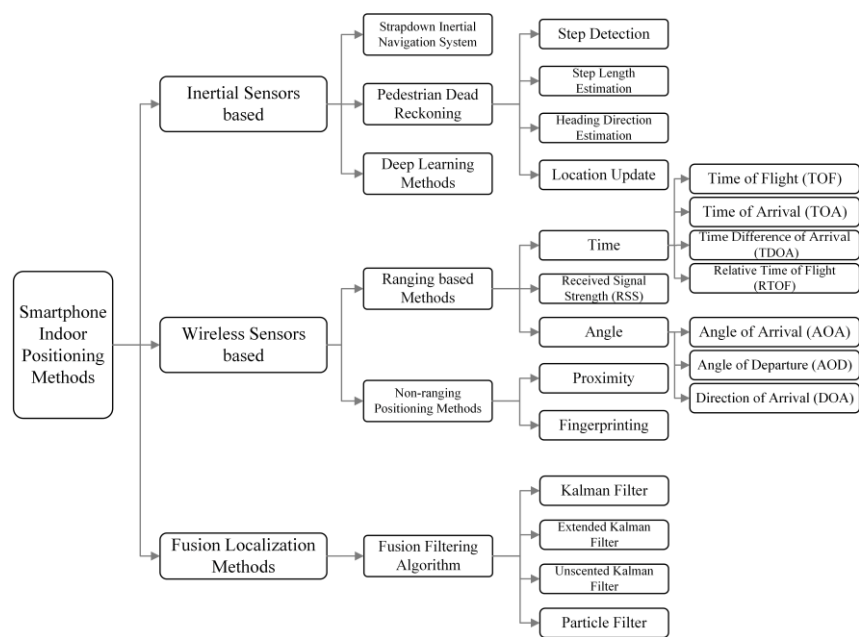 Smartphone
Indoor
Positioning
Methods
Inertial Sensors
based
Strapdown Inertial
Navigation System
Pedestrian Dead
Reckoning
Step Detection
Step Length
Estimation
Heading Direction
Estimation
Location Update
Deep Learning
Methods
Wireless Sensors
based
Ranging based
Methods
Time
Time of Flight (TOF)
Time of Arrival (TOA)
Time Difference of Arrival
(TDOA)
Relative Time of Flight
(RTOF)
Received Signal
Strength (RSS)
Angle
Angle of Arrival (AOA)
Angle of Departure (AOD)
Direction of Arrival (DOA)
Non-ranging
Positioning Methods
Proximity
Fingerprinting
Fusion Localization
Methods
Fusion Filtering
Algorithm
Kalman Filter
Extended Kalman
Filter
Unscented Kalman
Filter
Particle Filter